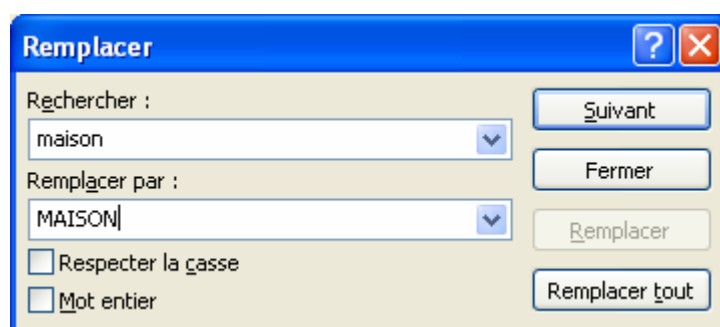 Remplacer
Rechercher :
maison
Remplacer par :
MAISON
Respecter la casse
Mot entier
?
Suivant
Fermer
Remplacer
Remplacer tout